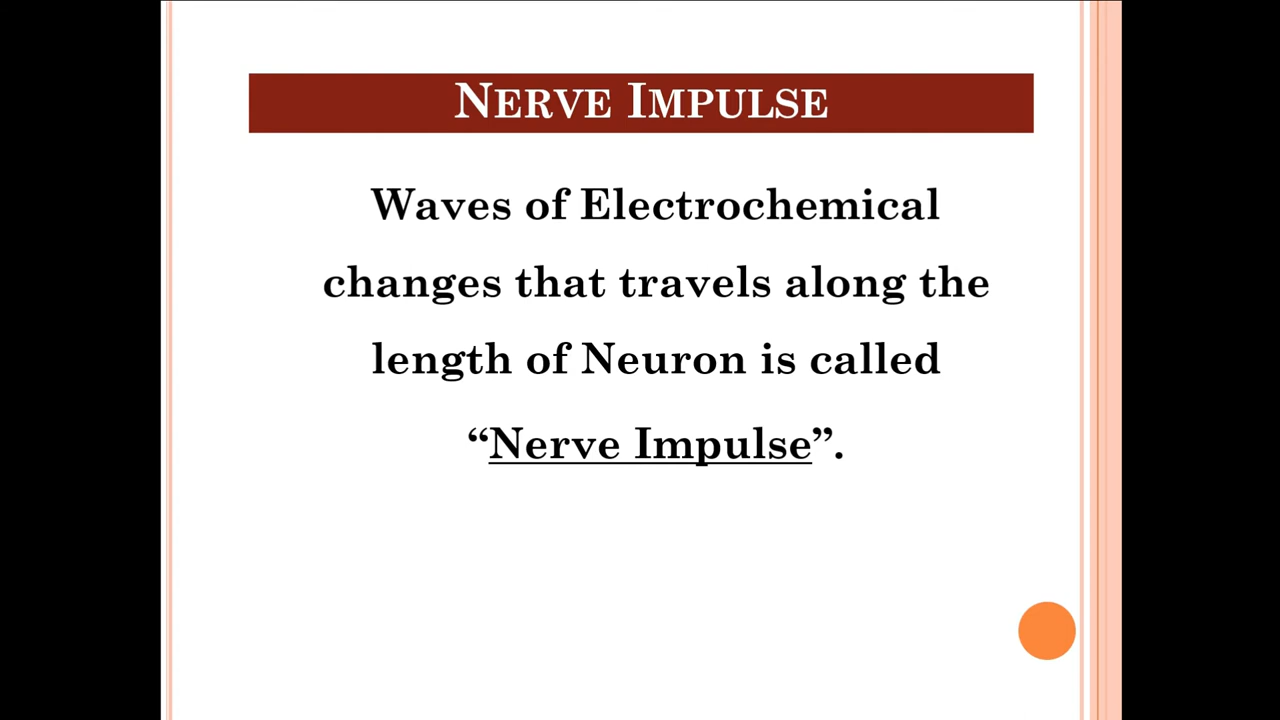 NERVE IMPULSE
Waves of Electrochemical
changes that travels along the
length of Neuron is called
“Nerve Impulse”.